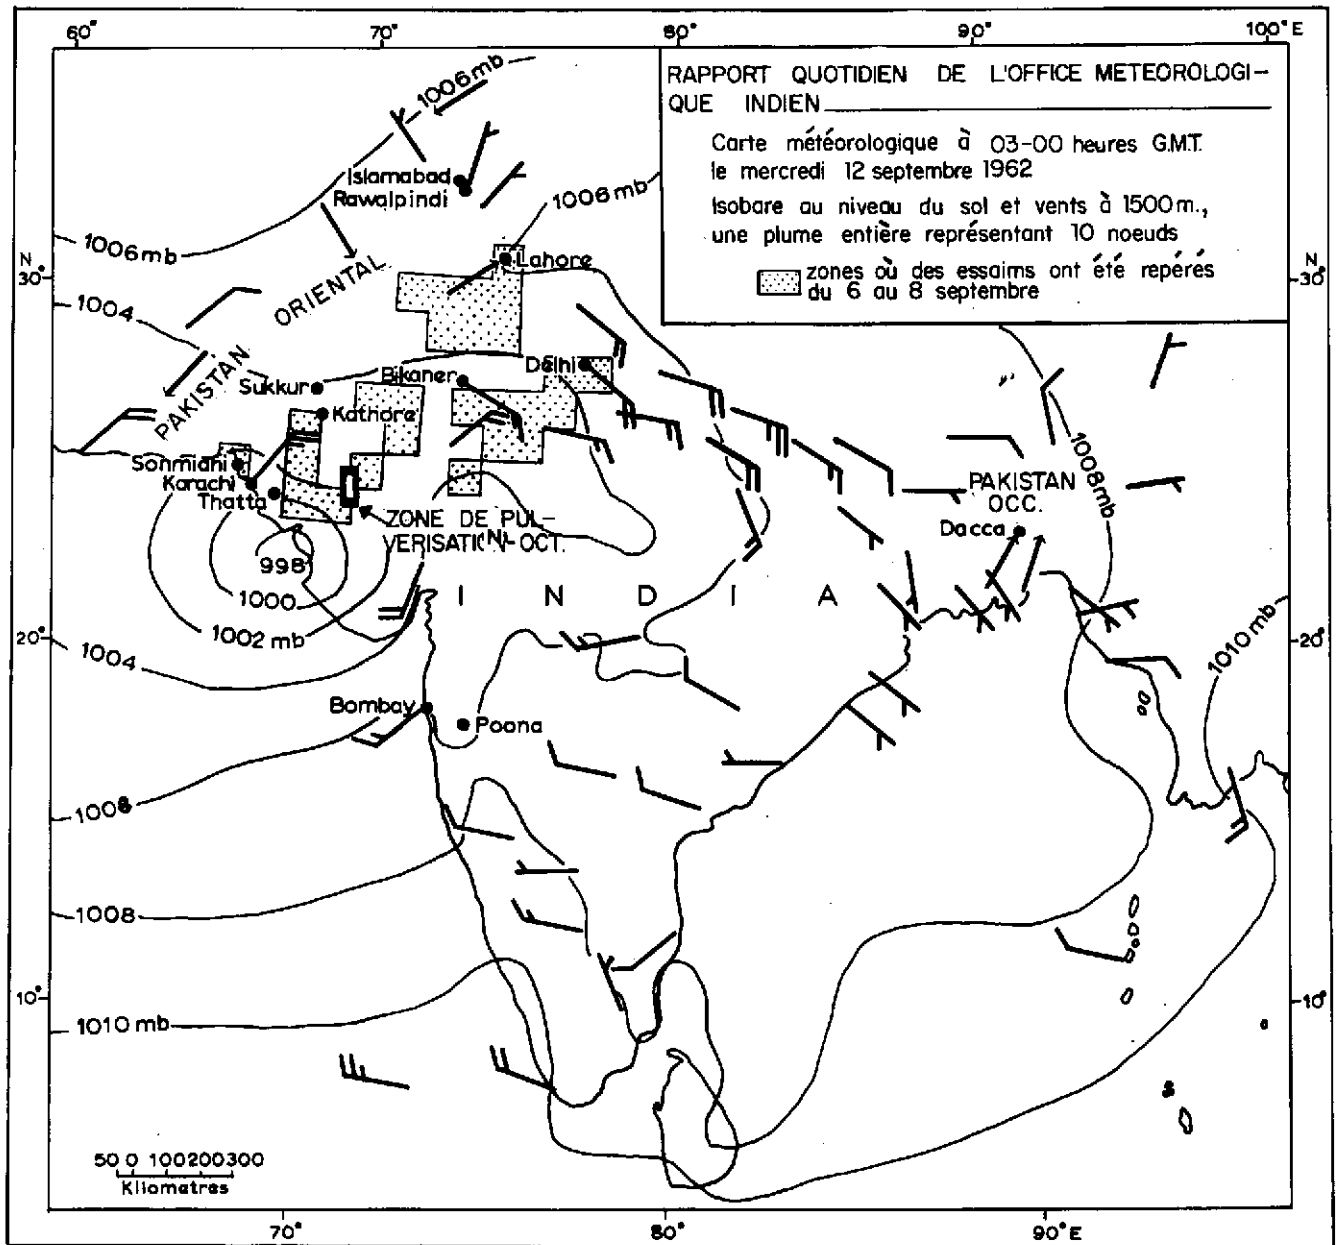 60° 70° 80° 90° 100° E
RAPPORT QUOTIDIEN DE L'OFFICE METEOROLOGI-
QUE INDIEN
Carte météorologique à 03-00 heures G.M.T.
le mercredi 12 septembre 1962
Isobare au niveau du sol et vents à 1500 m.,
une plume entière représentant 10 noeuds
zones où des essaims ont été repérés
du 6 au 8 septembre
1006 mb
Islamabad
Rawalpindi
1006 mb
1006 mb
N
30°
N
30°
Lahore
ORIENTAL
1004
PAKISTAN
Delhi
Bikaner
Sukkur
Kathore
1008 mb
Sonmiani
Karachi
Thatta
PAKISTAN
OCC.
Dacca
ZONE DE PUL-
VERISATION-OCT.
N
998
1000
INDIA
1002 mb
20°
20°
1004
1010 mb
Bombay
Poona
1006
1008
10°
10°
1010 mb
50 0 100 200 300
Kilometres
70° 80° 90° E